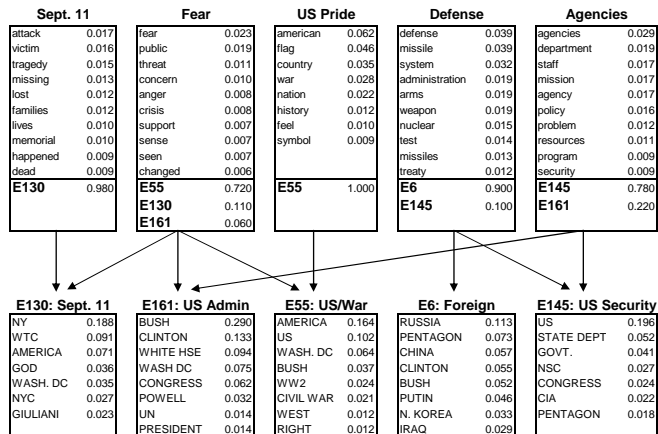 Sept. 11 Fear US Pride Defense Agencies
attack 0.017 fear 0.023 american 0.062 defense 0.039 agencies 0.029
victim 0.016 public 0.019 flag 0.046 missile 0.039 department 0.019
tragedy 0.015 threat 0.011 country 0.035 system 0.032 staff 0.017
missing 0.013 concern 0.010 war 0.028 administration 0.019 mission 0.017
lost 0.012 anger 0.008 nation 0.022 arms 0.019 agency 0.017
families 0.012 crisis 0.008 history 0.012 weapon 0.019 policy 0.016
lives 0.010 support 0.007 feel 0.010 nuclear 0.015 problem 0.012
memorial 0.010 sense 0.007 symbol 0.009 test 0.014 resources 0.011
happened 0.009 seen 0.007 missiles 0.013 program 0.009
dead 0.009 changed 0.006 treaty 0.012 security 0.009
E130 0.980 E55 0.720 E55 1.000 E6 0.900 E145 0.780
E130 0.110 E145 0.100 E161 0.220
E161 0.060
E130: Sept. 11 E161: US Admin E55: US/War E6: Foreign E145: US Security
NY 0.188 BUSH 0.290 AMERICA 0.164 RUSSIA 0.113 US 0.196
WTC 0.091 CLINTON 0.133 US 0.102 PENTAGON 0.073 STATE DEPT 0.052
AMERICA 0.071 WHITE HSE 0.094 WASH. DC 0.064 CHINA 0.057 GOVT. 0.041
GOD 0.036 WASH DC 0.075 BUSH 0.037 CLINTON 0.055 NSC 0.027
WASH. DC 0.035 CONGRESS 0.062 WW2 0.024 BUSH 0.052 CONGRESS 0.024
NYC 0.027 POWELL 0.032 CIVIL WAR 0.021 PUTIN 0.046 CIA 0.022
GIULIANI 0.023 UN 0.014 WEST 0.012 N. KOREA 0.033 PENTAGON 0.018
PRESIDENT 0.014 RIGHT 0.012 IRAQ 0.029